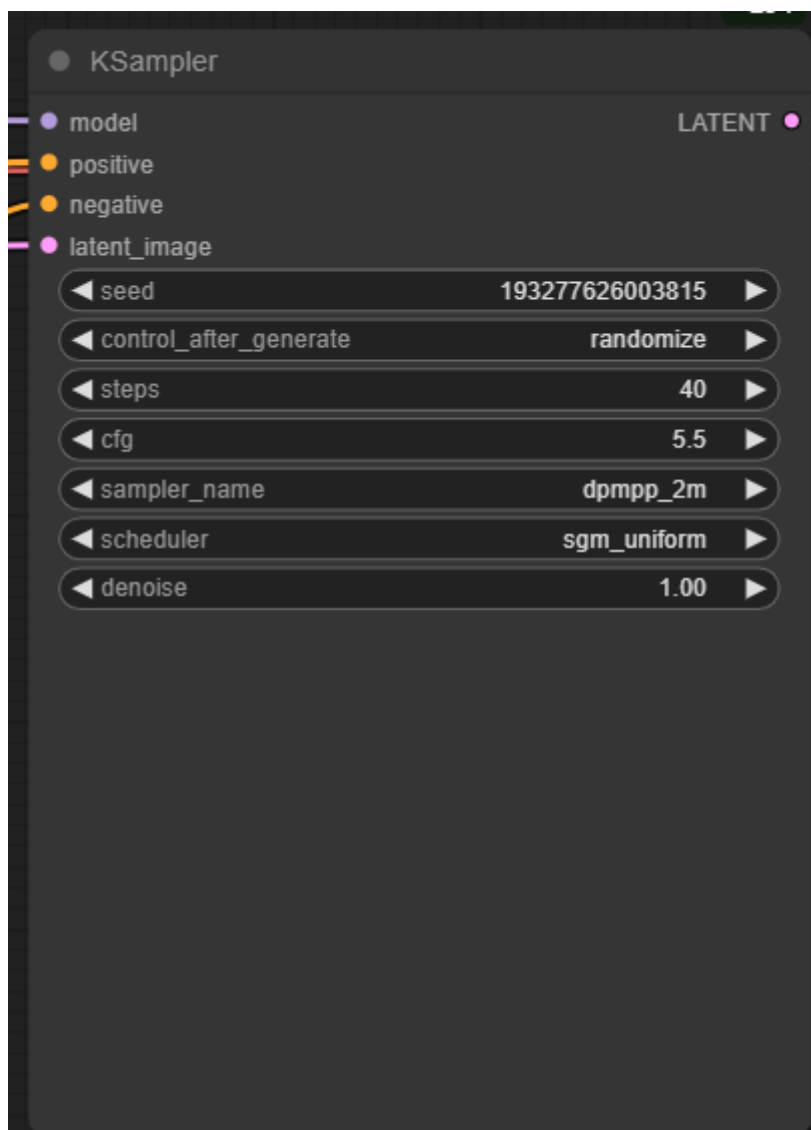 KSampler
model LATENT
positive
negative
latent_image
seed 193277626003815
control_after_generate randomize
steps 40
cfg 5.5
sampler_name dpmpp_2m
scheduler sgm_uniform
denoise 1.00